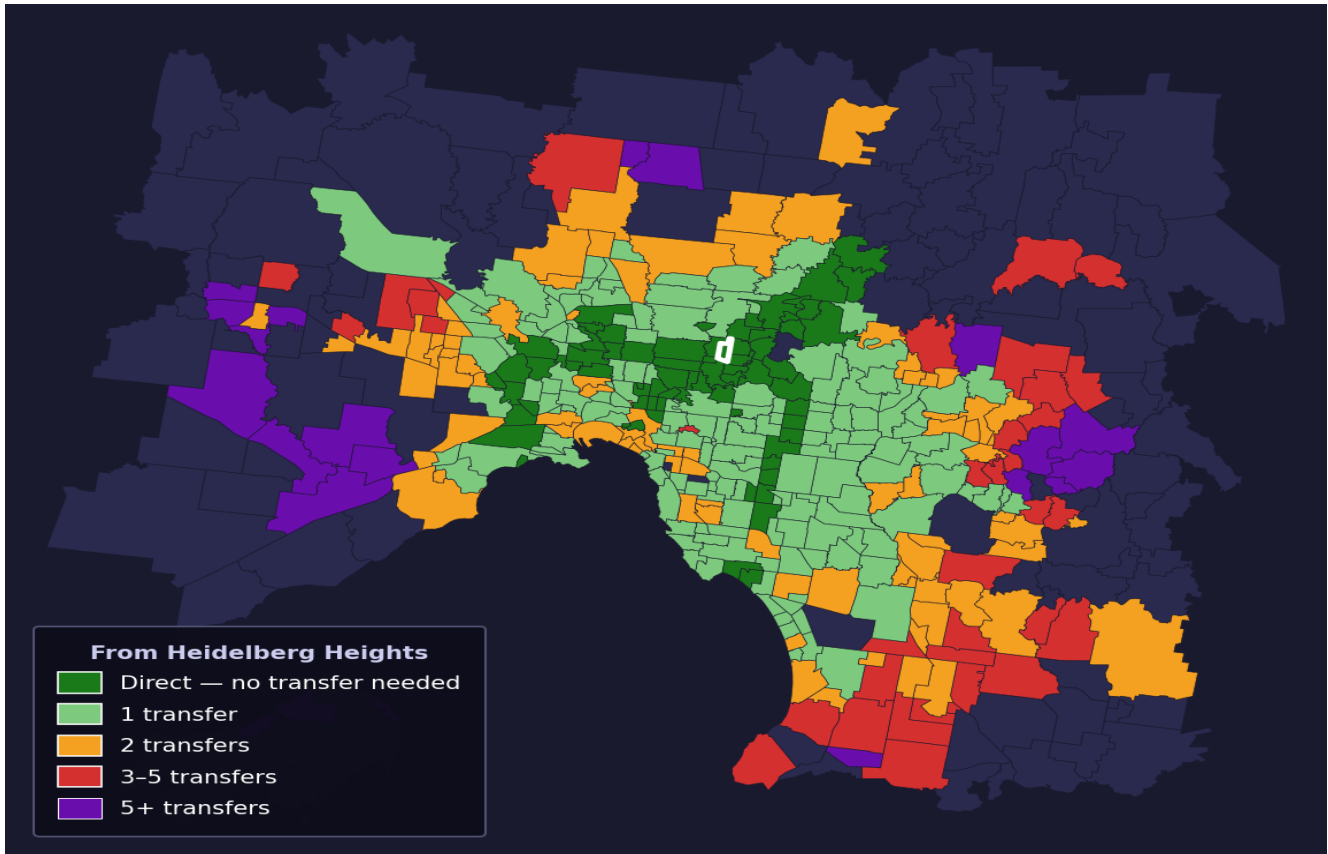 From Heidelberg Heights
Direct — no transfer needed
1 transfer
2 transfers
3–5 transfers
5+ transfers